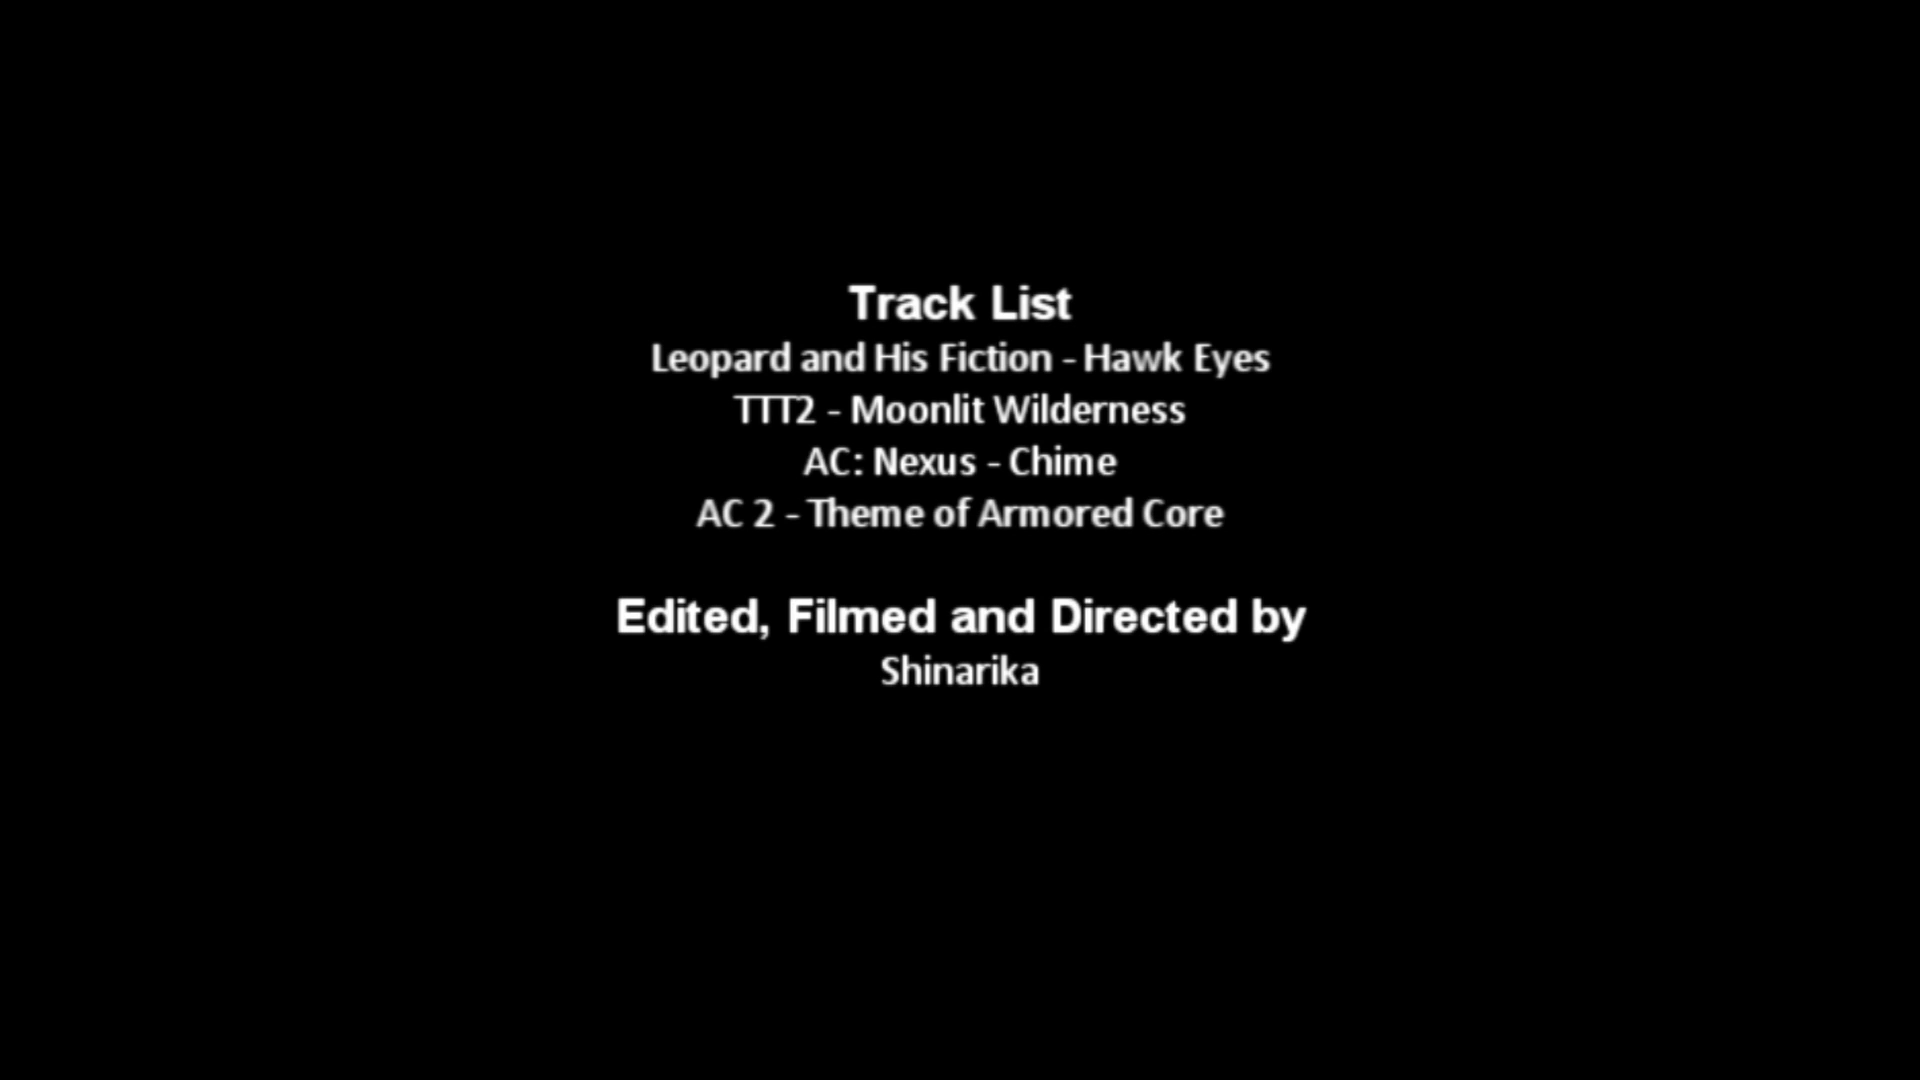 Track List
Leopard and His Fiction - Hawk Eyes
TTT2 - Moonlit Wilderness
AC: Nexus - Chime
AC 2 - Theme of Armored Core
Edited, Filmed and Directed by
Shinarika